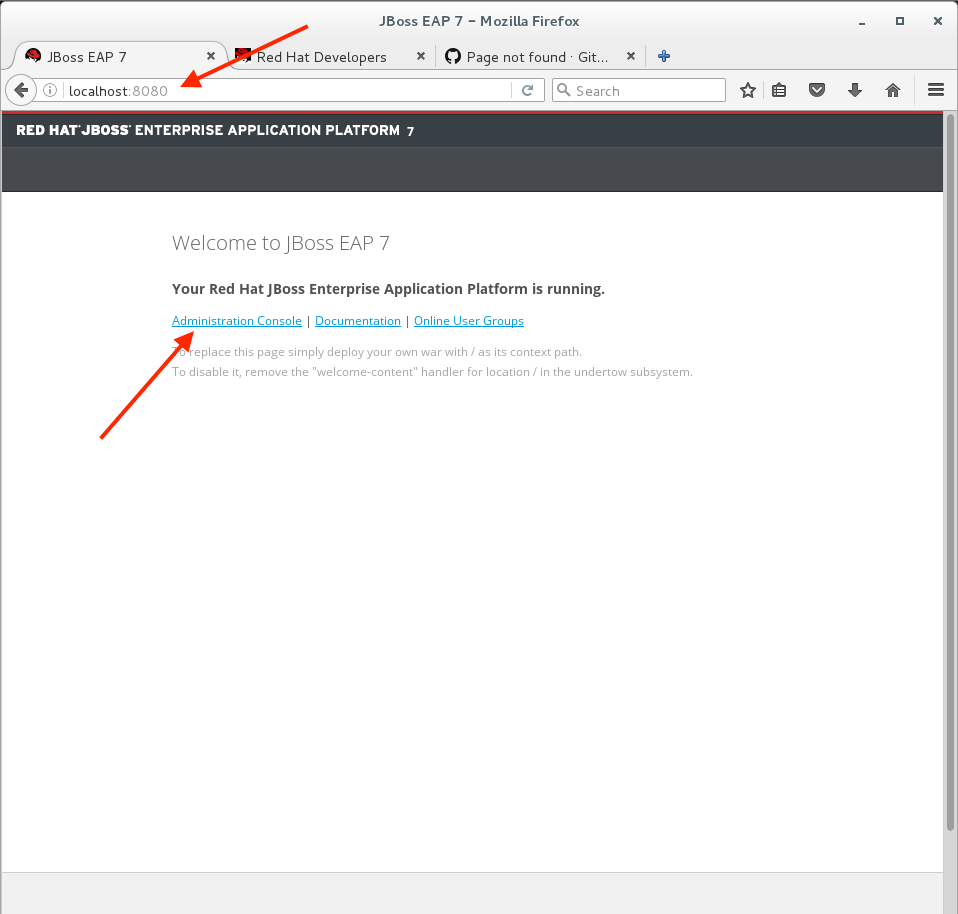 JBoss EAP 7 – Mozilla Firefox
JBoss EAP 7
Red Hat Developers
Page not found · Git...
localhost:8080
Search
RED HAT® JBOSS® ENTERPRISE APPLICATION PLATFORM 7
Welcome to JBoss EAP 7
Your Red Hat JBoss Enterprise Application Platform is running.
Administration Console | Documentation | Online User Groups
To replace this page simply deploy your own war with / as its context path.
To disable it, remove the "welcome-content" handler for location / in the undertow subsystem.